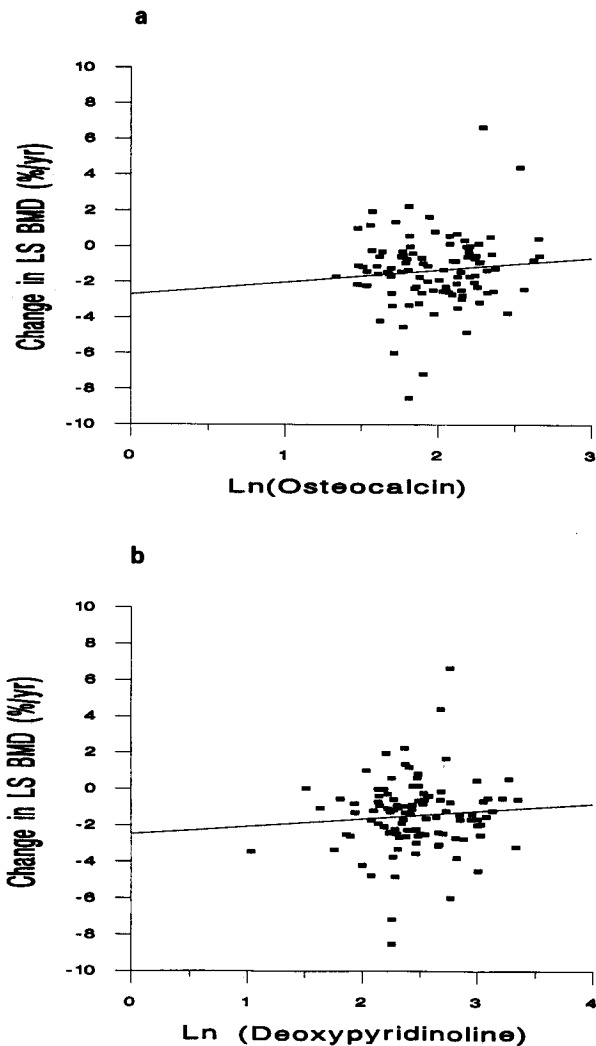 a
10
8
6
4
2
0
-2
-4
-6
-8
-10
Change in LS BMD (%/yr)
0 1 2 3
Ln(Osteocalcin)
b
10
8
6
4
2
0
-2
-4
-6
-8
-10
Change in LS BMD (%/yr)
0 1 2 3 4
Ln (Deoxypyridinoline)